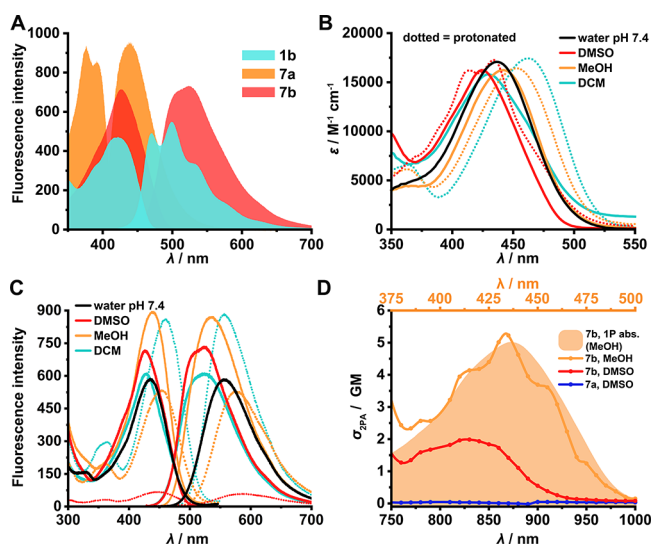 A
1000
800
600
400
200
0
Fluorescence intensity
400 500 600 700
λ / nm
1b
7a
7b
B
dotted = protonated
water pH 7.4
DMSO
MeOH
DCM
20000
15000
10000
5000
0
ε / M⁻¹ cm⁻¹
350 400 450 500 550
λ / nm
C
water pH 7.4
DMSO
MeOH
DCM
900
750
600
450
300
150
0
Fluorescence intensity
300 400 500 600 700
λ / nm
D
λ / nm
375 400 425 450 475 500
7b, 1P abs.
(MeOH)
7b, MeOH
7b, DMSO
7a, DMSO
6
5
4
3
2
1
0
σ2PA / GM
750 800 850 900 950 1000
λ / nm